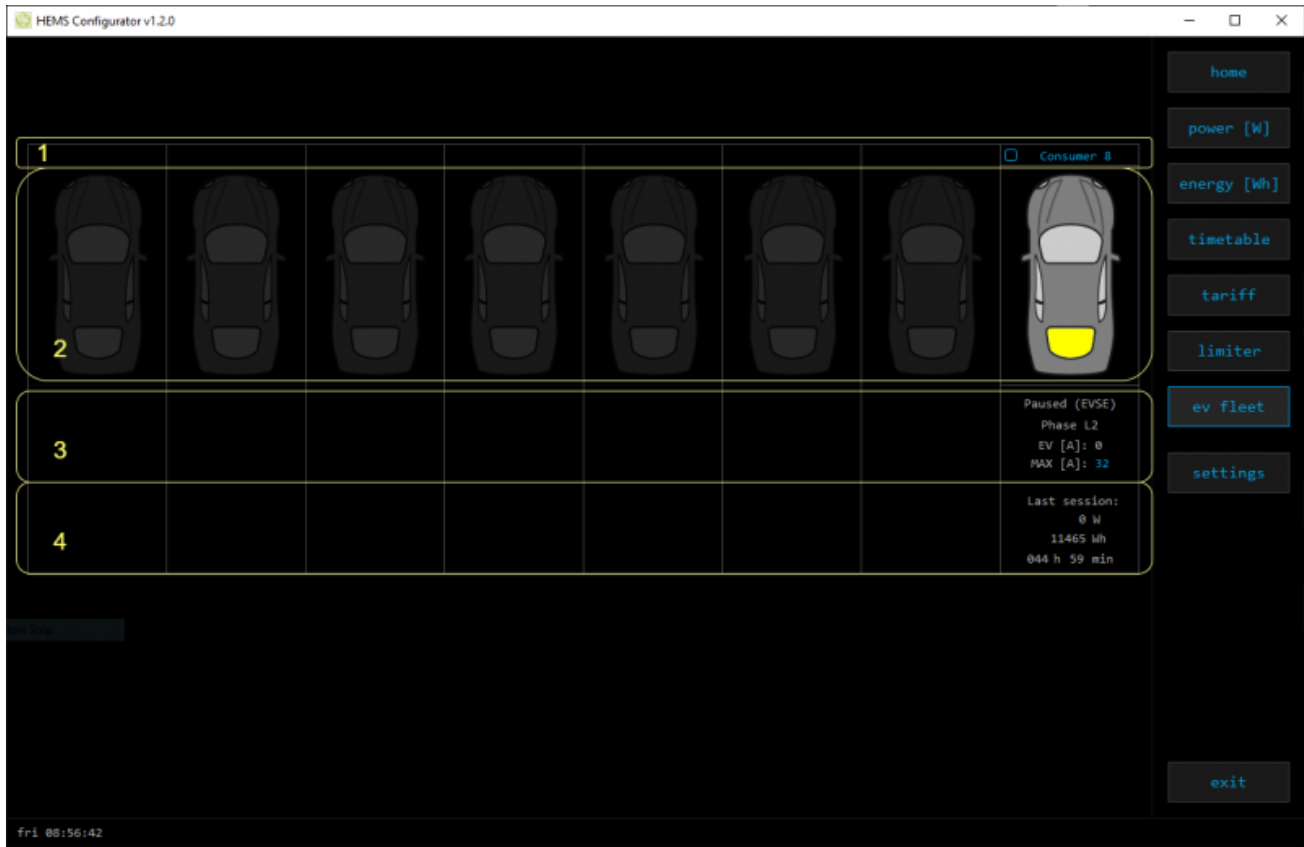 HEMS Configurator v1.2.0
home
power [W]
energy [Wh]
timetable
tariff
limiter
ev fleet
settings
exit
1
Consumer 8
2
3
Paused (EVSE)
Phase L2
EV [A]: 0
MAX [A]: 32
4
Last session:
0 W
11465 Wh
044 h 59 min
Snip
fri 08:56:42